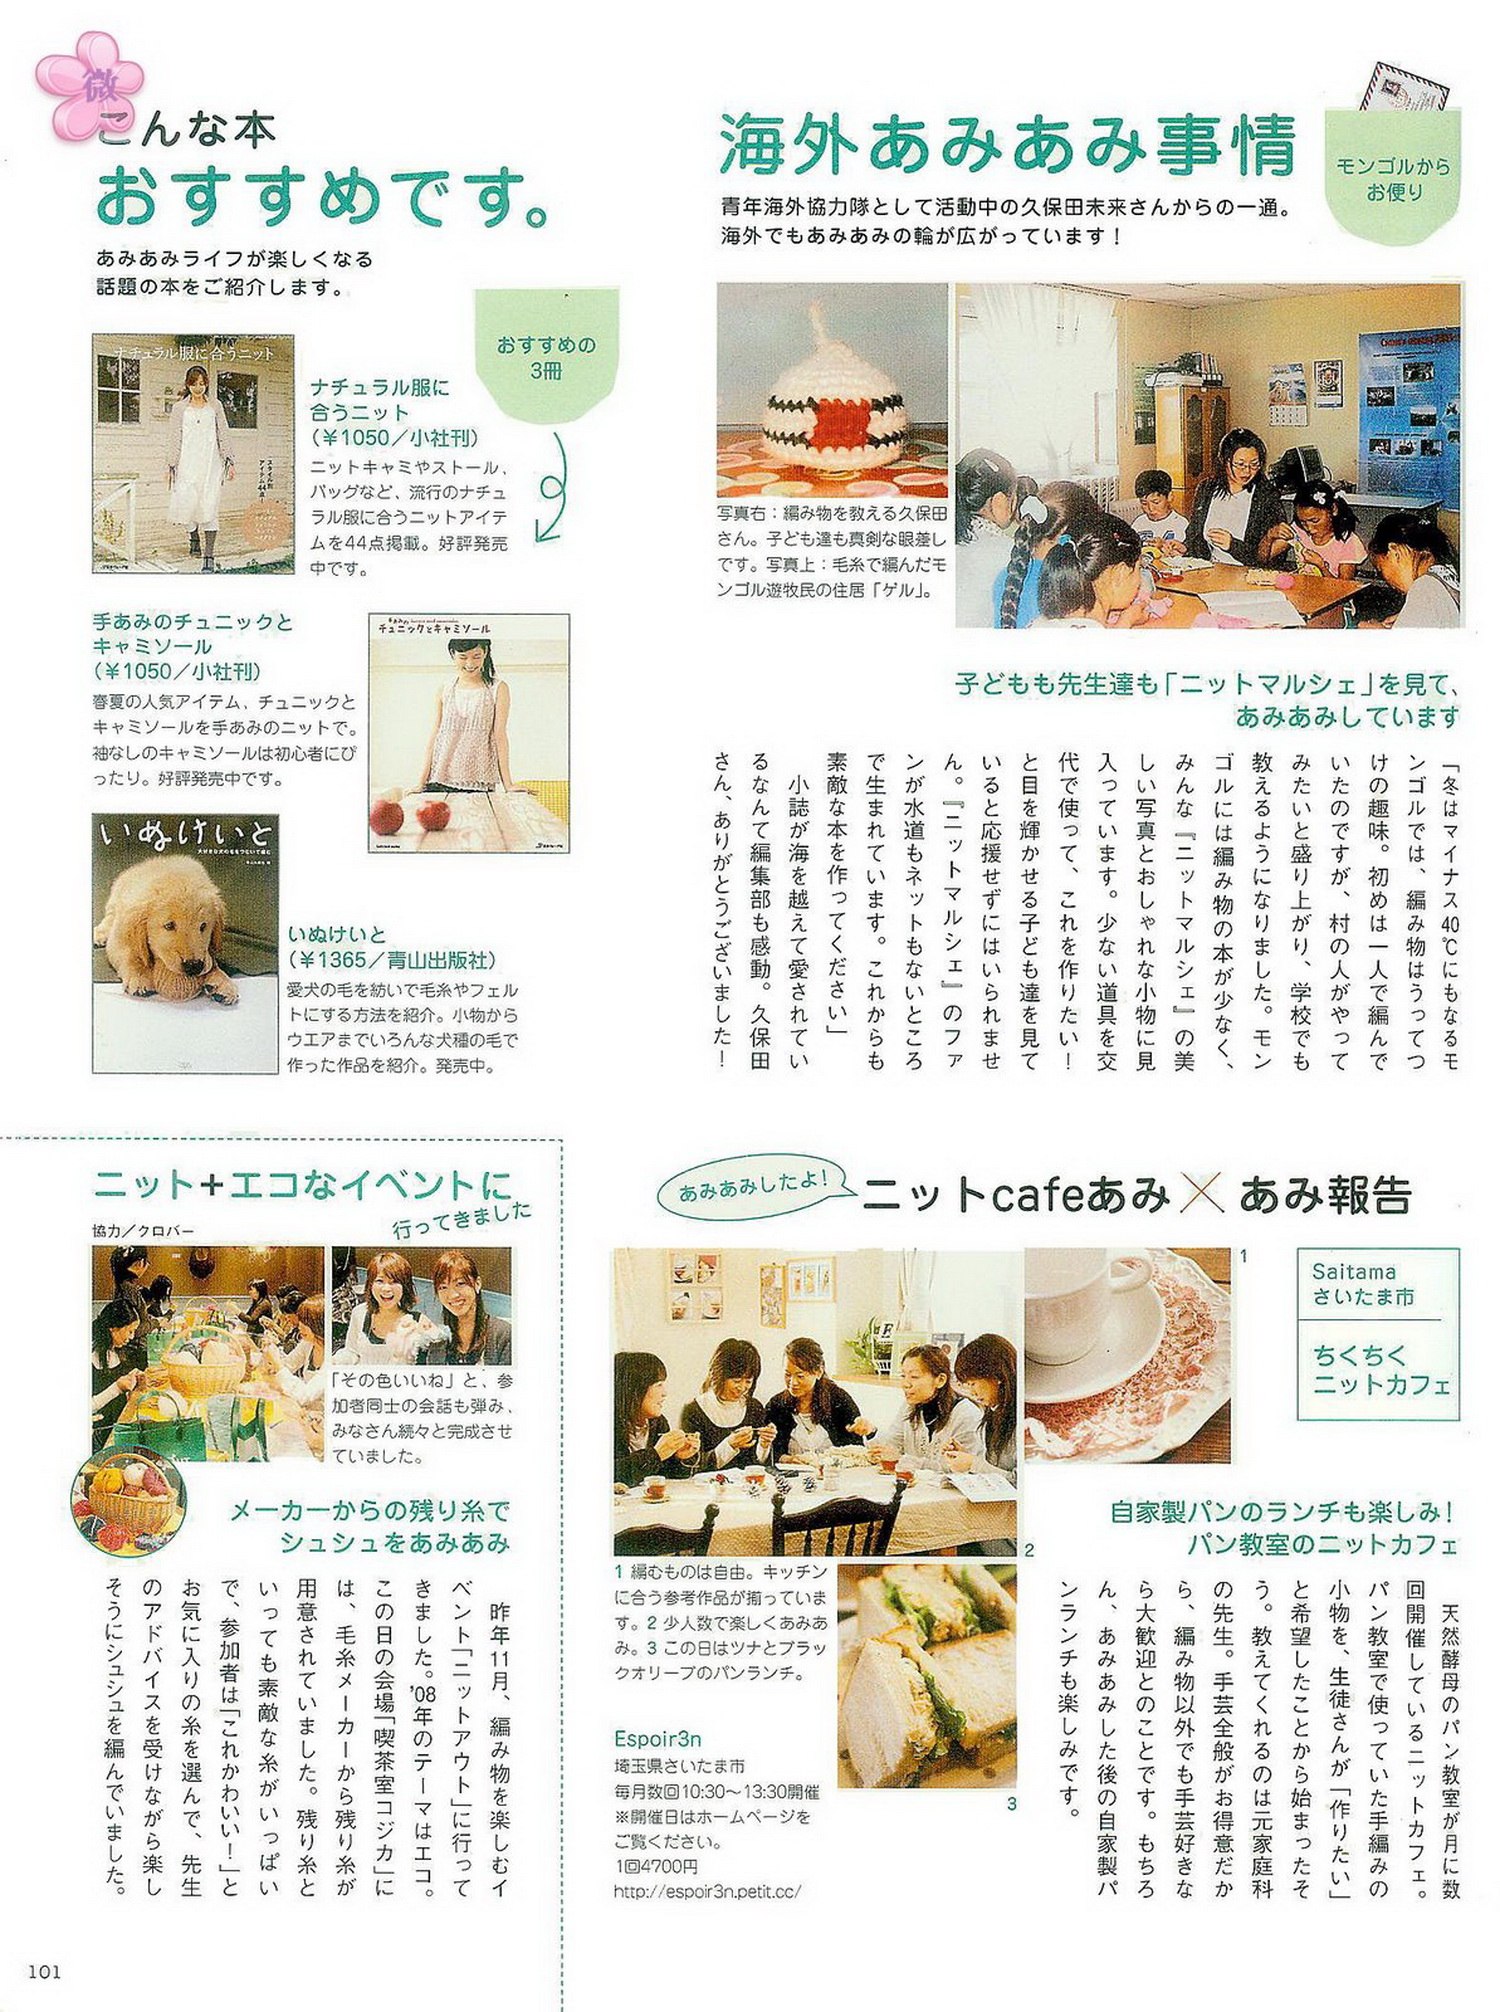 微
こんな本
おすすめです。
あみあみライフが楽しくなる
話題の本をご紹介します。
おすすめの
3冊
ナチュラル服に合うニット
ナチュラル服に
合うニット
（￥1050／小社刊）
ニットキャミやストール、
バッグなど、流行のナチュ
ラル服に合うニットアイテ
ムを44点掲載。好評発売
中です。
手あみのチュニックと
キャミソール
（￥1050／小社刊）
春夏の人気アイテム、チュニックと
キャミソールを手あみのニットで。
袖なしのキャミソールは初心者にぴ
ったり。好評発売中です。
手あみの
チュニックとキャミソール
いぬけいと
いぬけいと
（￥1365／青山出版社）
愛犬の毛を紡いで毛糸やフェル
トにする方法を紹介。小物から
ウエアまでいろんな犬種の毛で
作った作品を紹介。発売中。
海外あみあみ事情
モンゴルから
お便り
青年海外協力隊として活動中の久保田未来さんからの一通。
海外でもあみあみの輪が広がっています！
写真右：編み物を教える久保田
さん。子ども達も真剣な眼差し
です。写真上：毛糸で編んだモ
ンゴル遊牧民の住居「ゲル」。
子どもも先生達も「ニットマルシェ」を見て、
あみあみしています
「冬はマイナス40℃にもなるモ
ンゴルでは、編み物はうってつ
けの趣味。初めは一人で編んで
いたのですが、村の人がやって
みたいと盛り上がり、学校でも
教えるようになりました。モン
ゴルには編み物の本が少なく、
みんな『ニットマルシェ』の美
しい写真とおしゃれな小物に見
入っています。少ない道具を交
代で使って、これを作りたい！
と目を輝かせる子ども達を見て
いると応援せずにはいられませ
ん。『ニットマルシェ』のファ
ンが水道もネットもないところ
で生まれています。これからも
素敵な本を作ってください」
小誌が海を越えて愛されてい
るなんて編集部も感動。久保田
さん、ありがとうございました！
ニット+エコなイベントに
行ってきました
協力／クロバー
「その色いいね」と、参
加者同士の会話も弾み、
みなさん続々と完成させ
ていました。
メーカーからの残り糸で
シュシュをあみあみ
昨年11月、編み物を楽しむイ
ベント「ニットアウト」に行って
きました。'08年のテーマはエコ。
この日の会場「喫茶室コジカ」に
は、毛糸メーカーから残り糸が
用意されていました。残り糸と
いっても素敵な糸がいっぱい
で、参加者は「これかわいい！」と
お気に入りの糸を選んで、先生
のアドバイスを受けながら楽し
そうにシュシュを編んでいました。
あみあみしたよ！
ニットcafeあみ×あみ報告
1
Saitama
さいたま市
ちくちく
ニットカフェ
2
自家製パンのランチも楽しみ！
パン教室のニットカフェ
1 編むものは自由。キッチン
に合う参考作品が揃っていま
す。2 少人数で楽しくあみあ
み。3 この日はツナとブラッ
クオリーブのパンランチ。
3
Espoir3n
埼玉県さいたま市
毎月数回10:30～13:30開催
※開催日はホームページを
ご覧ください。
1回4700円
http://espoir3n.petit.cc/
天然酵母のパン教室が月に数
回開催しているニットカフェ。
パン教室で使っていた手編みの
小物を、生徒さんが「作りたい」
と希望したことから始まったそ
う。教えてくれるのは元家庭科
の先生。手芸全般がお得意だか
ら、編み物以外でも手芸好きな
ら大歓迎とのことです。もちろ
ん、あみあみした後の自家製パ
ンランチも楽しみです。
101